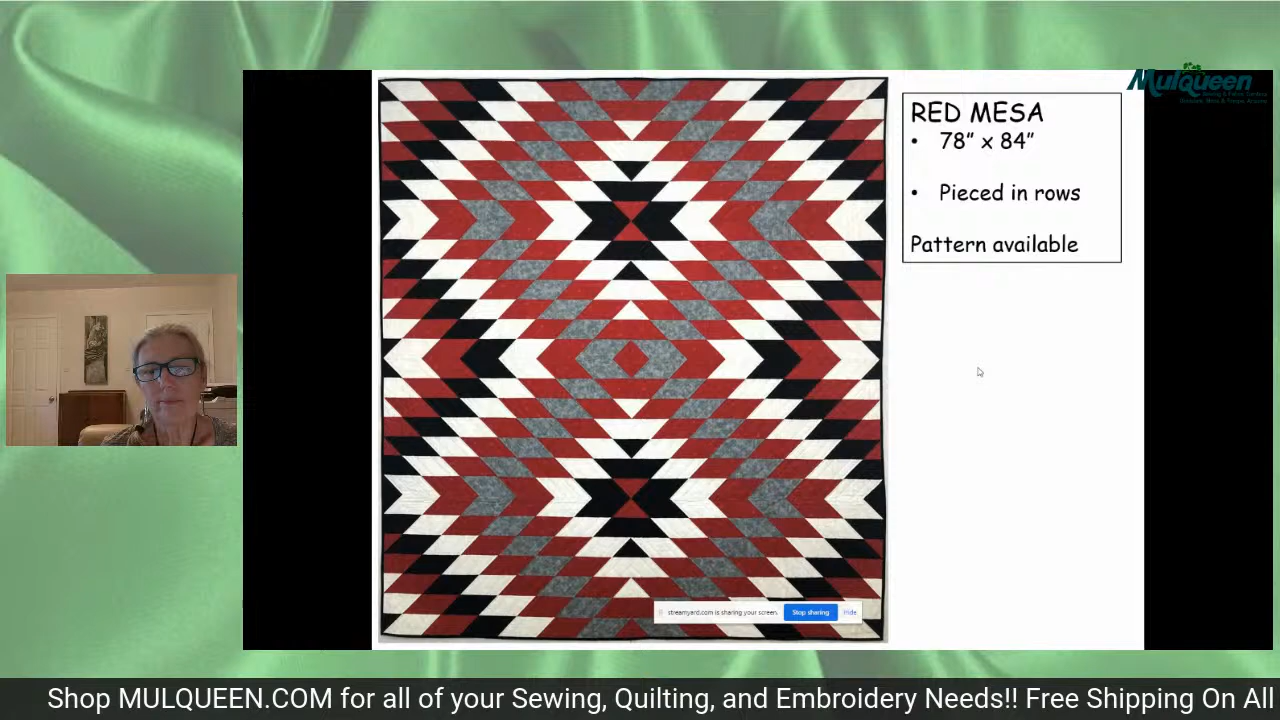 MulQueen
RED MESA
• 78” x 84”
• Pieced in rows
Pattern available
streamyard.com is sharing your screen.
Stop sharing
Hide
Shop MULQUEEN.COM for all of your Sewing, Quilting, and Embroidery Needs!! Free Shipping On All